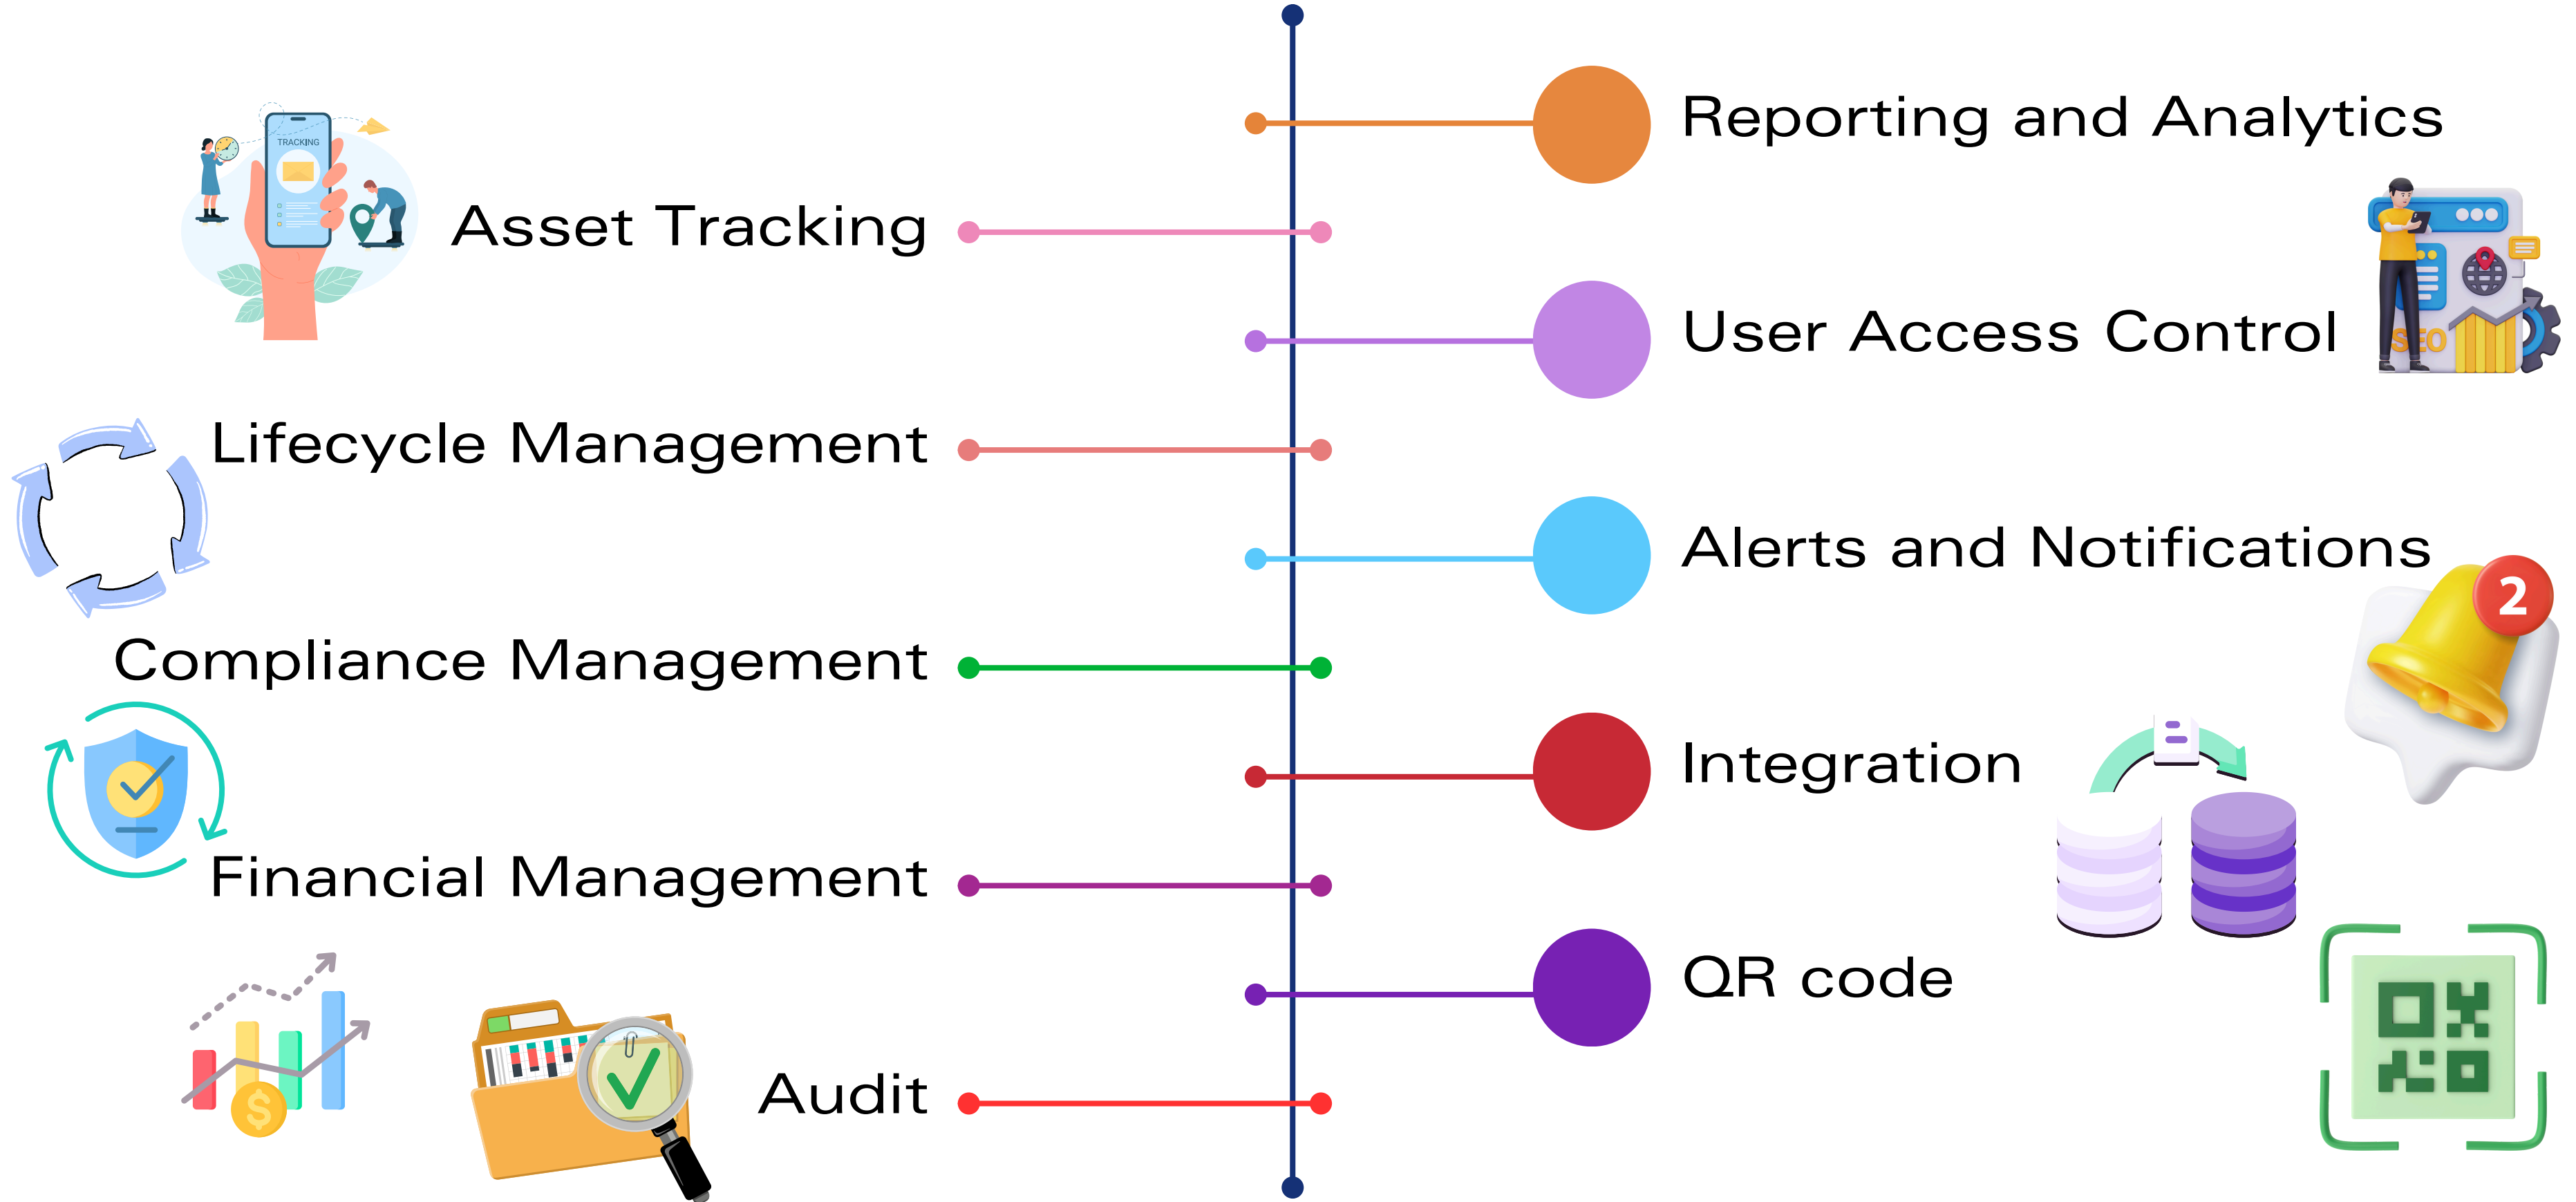 Reporting and Analytics
TRACKING
Asset Tracking
User Access Control
SEO
Lifecycle Management
Alerts and Notifications
2
Compliance Management
Integration
Financial Management
QR code
$
Audit